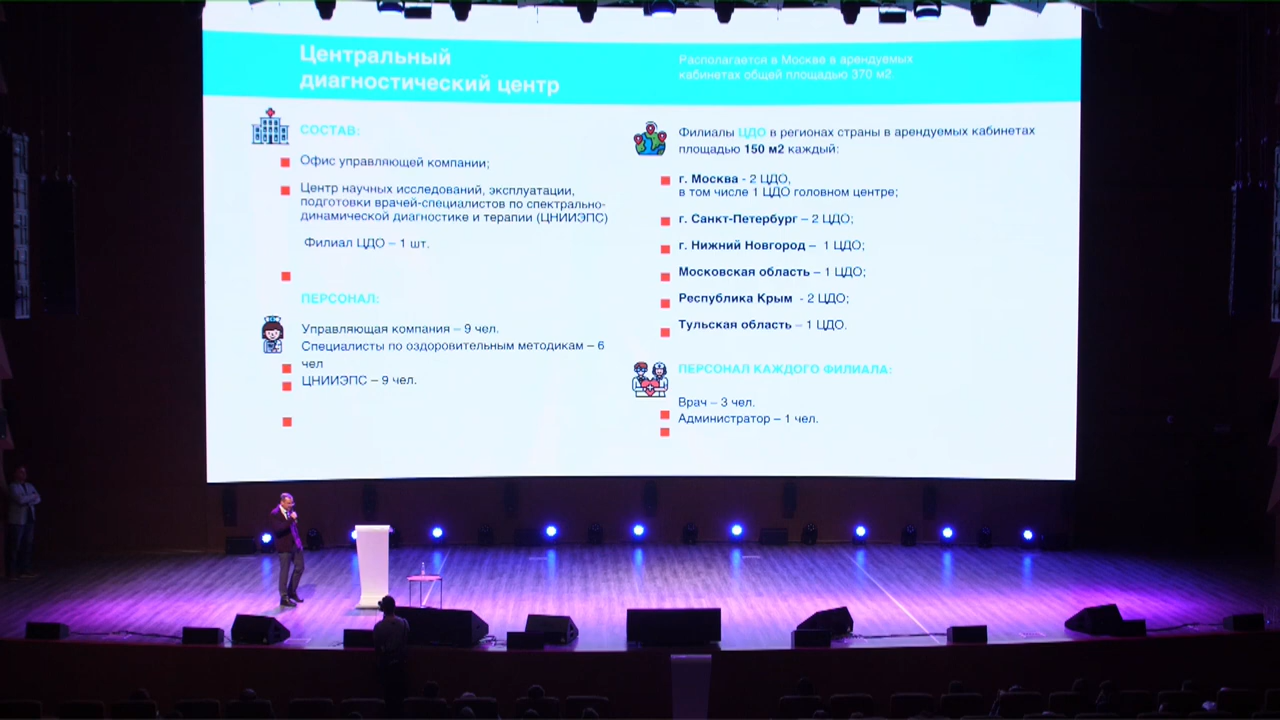 Центральный
диагностический центр
Располагается в Москве в арендуемых
кабинетах общей площадью 370 м2.
СОСТАВ:
Офис управляющей компании;
Центр научных исследований, эксплуатации,
подготовки врачей-специалистов по спектрально-
динамической диагностике и терапии (ЦНИИЭПС)
Филиал ЦДО – 1 шт.
ПЕРСОНАЛ:
Управляющая компания – 9 чел.
Специалисты по оздоровительным методикам – 6
чел
ЦНИИЭПС – 9 чел.
Филиалы ЦДО в регионах страны в арендуемых кабинетах
площадью 150 м2 каждый:
г. Москва - 2 ЦДО,
в том числе 1 ЦДО головном центре;
г. Санкт-Петербург – 2 ЦДО;
г. Нижний Новгород – 1 ЦДО;
Московская область – 1 ЦДО;
Республика Крым - 2 ЦДО;
Тульская область – 1 ЦДО.
ПЕРСОНАЛ КАЖДОГО ФИЛИАЛА:
Врач – 3 чел.
Администратор – 1 чел.